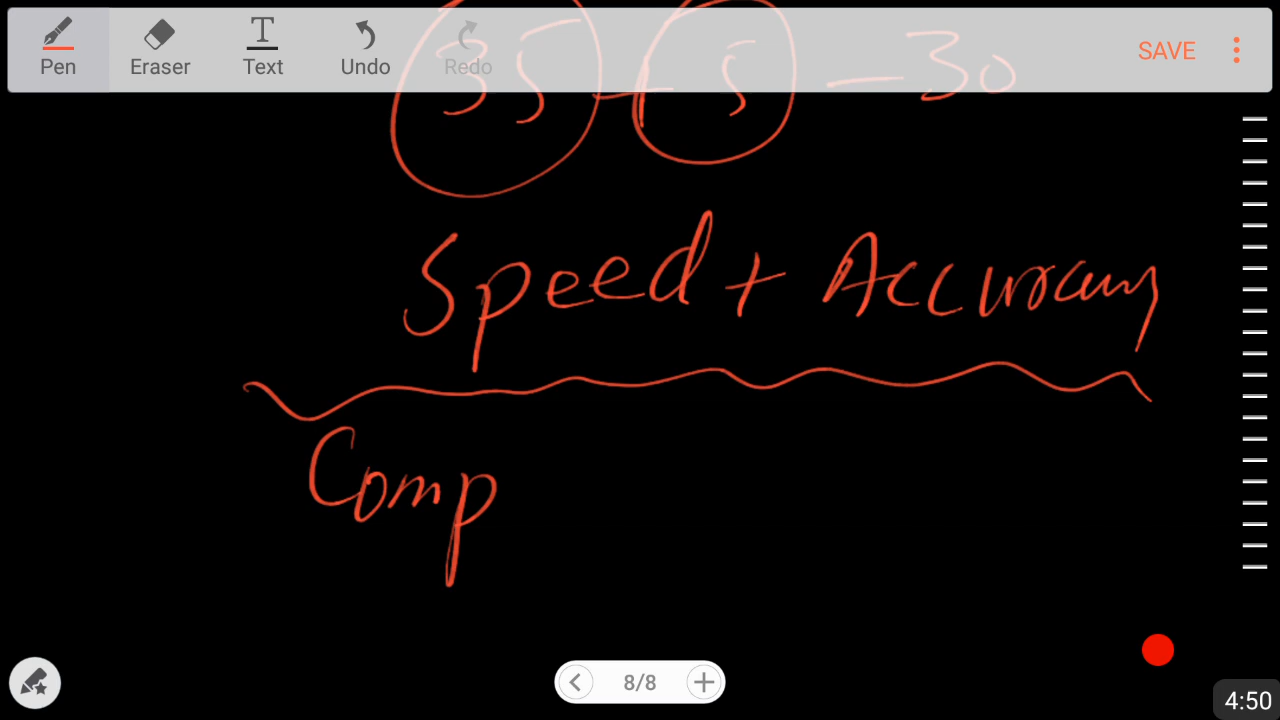 Pen Eraser Text Undo Redo SAVE
35 - 5 - 30
Speed + Accuracy
Comp
8/8
4:50